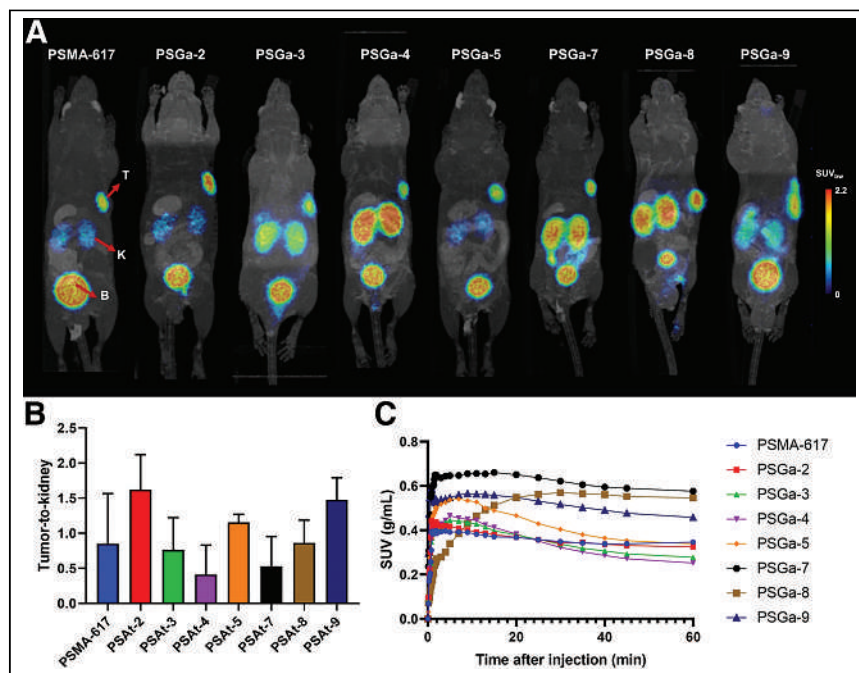 A
PSMA-617 PSGa-2 PSGa-3 PSGa-4 PSGa-5 PSGa-7 PSGa-8 PSGa-9
T
K
B
SUVbw
2.2
0
B
Tumor-to-kidney
2.5
2.0
1.5
1.0
0.5
0.0
PSMA-617 PSAt-2 PSAt-3 PSAt-4 PSAt-5 PSAt-7 PSAt-8 PSAt-9
C
SUV (g/mL)
0.8
0.6
0.4
0.2
0.0
0 20 40 60
Time after injection (min)
PSMA-617
PSGa-2
PSGa-3
PSGa-4
PSGa-5
PSGa-7
PSGa-8
PSGa-9